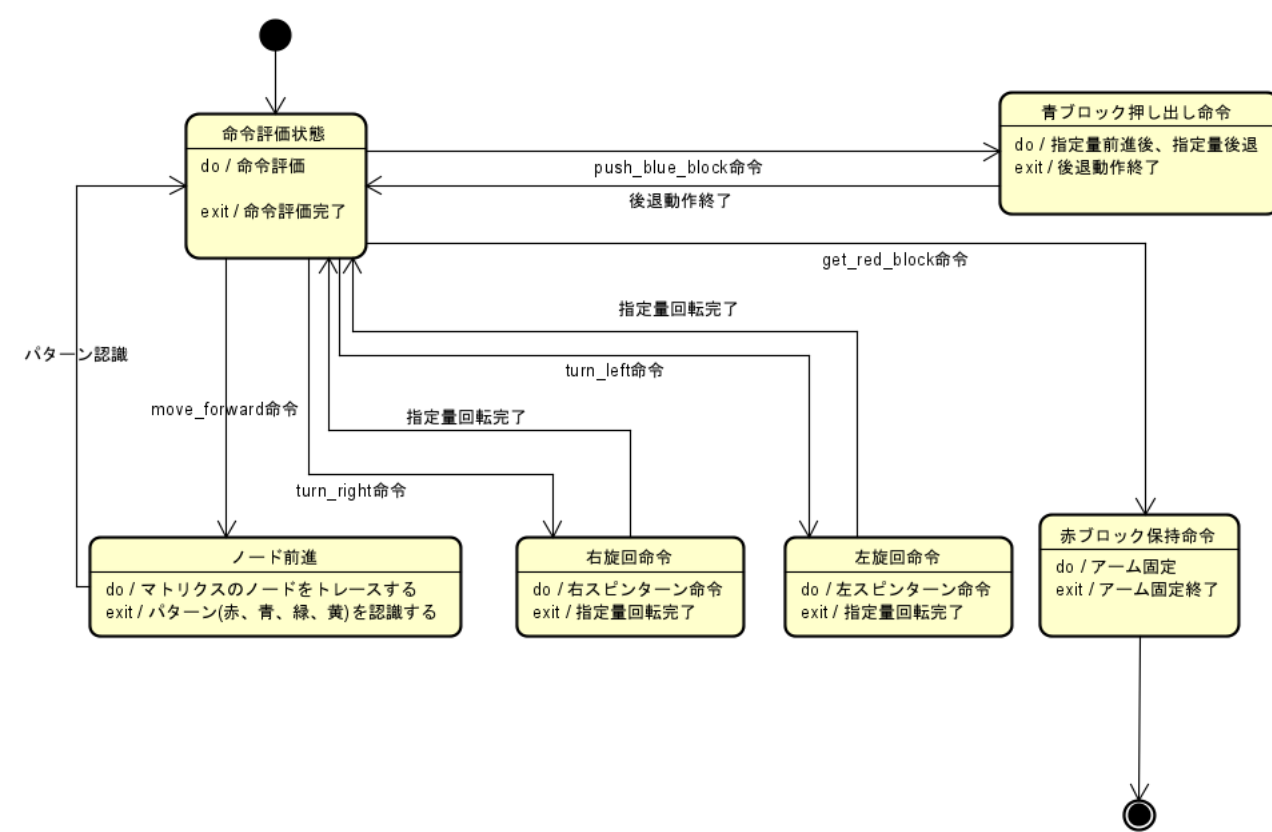 命令評価状態
do / 命令評価
exit / 命令評価完了
青ブロック押し出し命令
do / 指定量前進後、指定量後退
exit / 後退動作終了
push_blue_block命令
後退動作終了
get_red_block命令
指定量回転完了
パターン認識
turn_left命令
move_forward命令
指定量回転完了
turn_right命令
ノード前進
do / マトリクスのノードをトレースする
exit / パターン(赤、青、緑、黄)を認識する
右旋回命令
do / 右スピンターン命令
exit / 指定量回転完了
左旋回命令
do / 左スピンターン命令
exit / 指定量回転完了
赤ブロック保持命令
do / アーム固定
exit / アーム固定終了